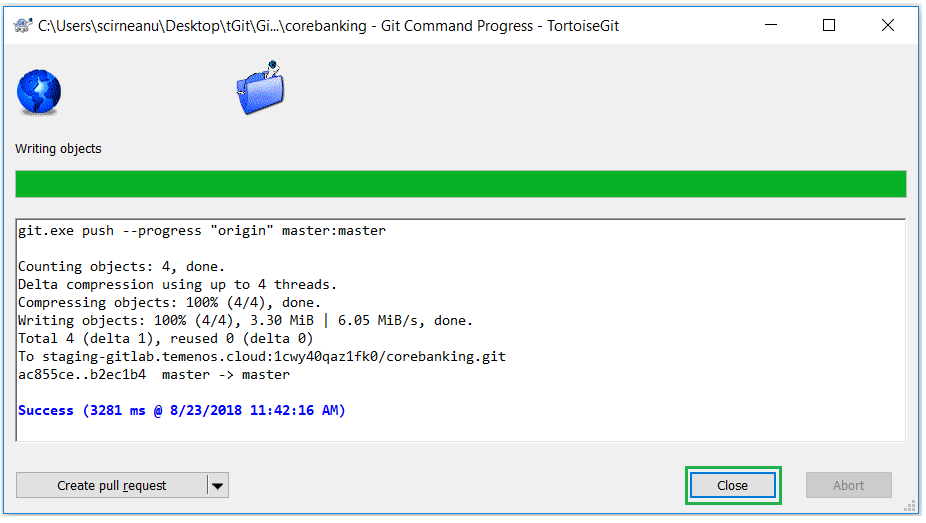 C:\Users\scirneanu\Desktop\tGit\Gi...\corebanking - Git Command Progress - TortoiseGit
Writing objects
git.exe push --progress "origin" master:master
Counting objects: 4, done.
Delta compression using up to 4 threads.
Compressing objects: 100% (4/4), done.
Writing objects: 100% (4/4), 3.30 MiB | 6.05 MiB/s, done.
Total 4 (delta 1), reused 0 (delta 0)
To staging-gitlab.temenos.cloud:1cwy40qaz1fk0/corebanking.git
ac855ce..b2ec1b4  master -> master
Success (3281 ms @ 8/23/2018 11:42:16 AM)
Create pull request
Close
Abort